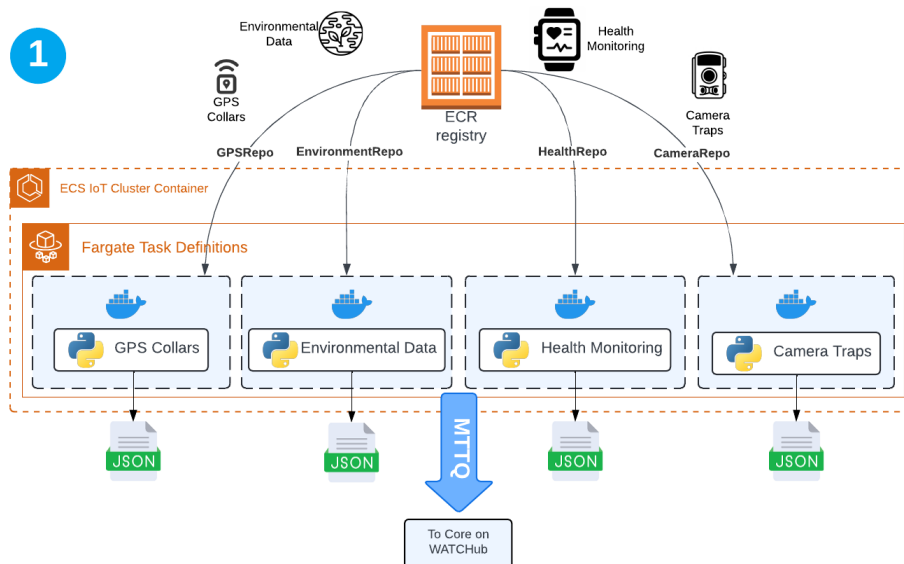 1
Environmental
Data
Health
Monitoring
GPS
Collars
Camera
Traps
ECR
registry
GPSRepo
EnvironmentRepo
HealthRepo
CameraRepo
ECS IoT Cluster Container
Fargate Task Definitions
GPS Collars
Environmental Data
Health Monitoring
Camera Traps
JSON
JSON
JSON
JSON
MTTQ
To Core on
WATCHub